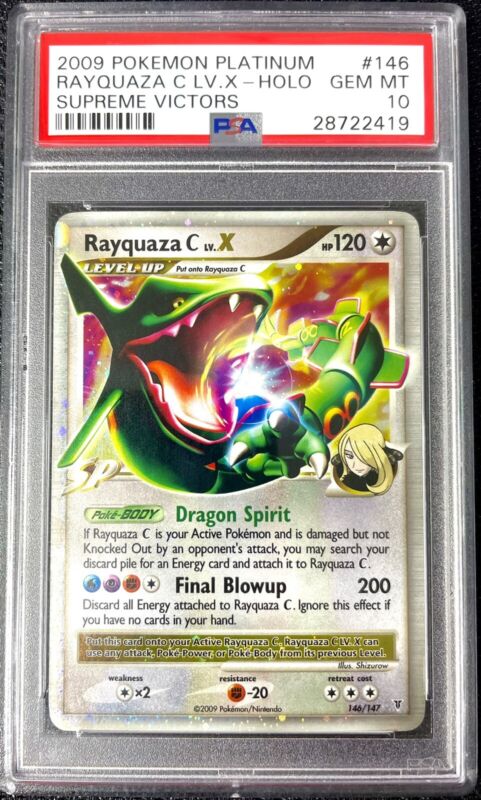 2009 POKEMON PLATINUM #146
RAYQUAZA C LV.X - HOLO GEM MT
SUPREME VICTORS 10
PSA 28722419
Rayquaza C LV.X HP 120
LEVEL-UP Put onto Rayquaza C
SP
Poké-BODY Dragon Spirit
If Rayquaza C is your Active Pokémon and is damaged but not
Knocked Out by an opponent's attack, you may search your
discard pile for an Energy card and attach it to Rayquaza C.
Final Blowup 200
Discard all Energy attached to Rayquaza C. Ignore this effect if
you have no cards in your hand.
Put this card onto your Active Rayquaza C. Rayquaza C LV.X can
use any attack, Poké-Power, or Poké-Body from its previous Level.
Illus. Shizurow
weakness resistance retreat cost
×2 -20
©2009 Pokémon/Nintendo 146/147